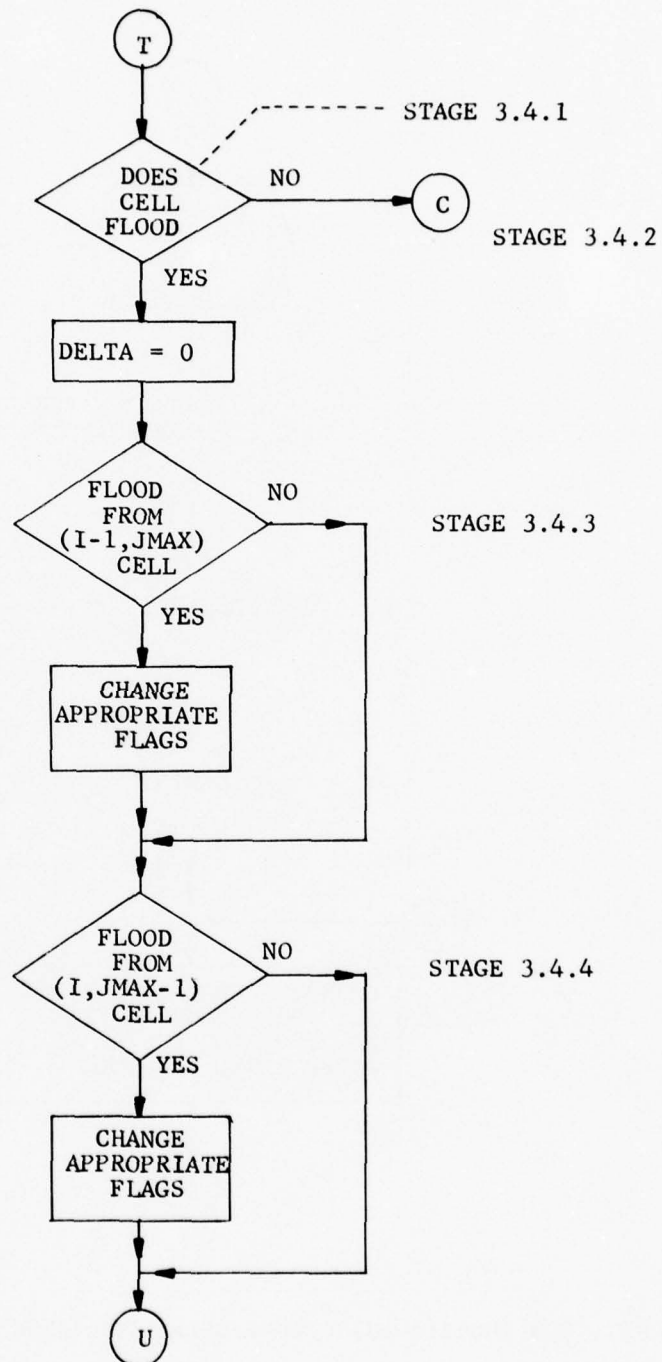 T
STAGE 3.4.1
DOES
CELL
FLOOD
NO
C
STAGE 3.4.2
YES
DELTA = 0
FLOOD
FROM
(I-1,JMAX)
CELL
NO
STAGE 3.4.3
YES
CHANGE
APPROPRIATE
FLAGS
FLOOD
FROM
(I,JMAX-1)
CELL
NO
STAGE 3.4.4
YES
CHANGE
APPROPRIATE
FLAGS
U